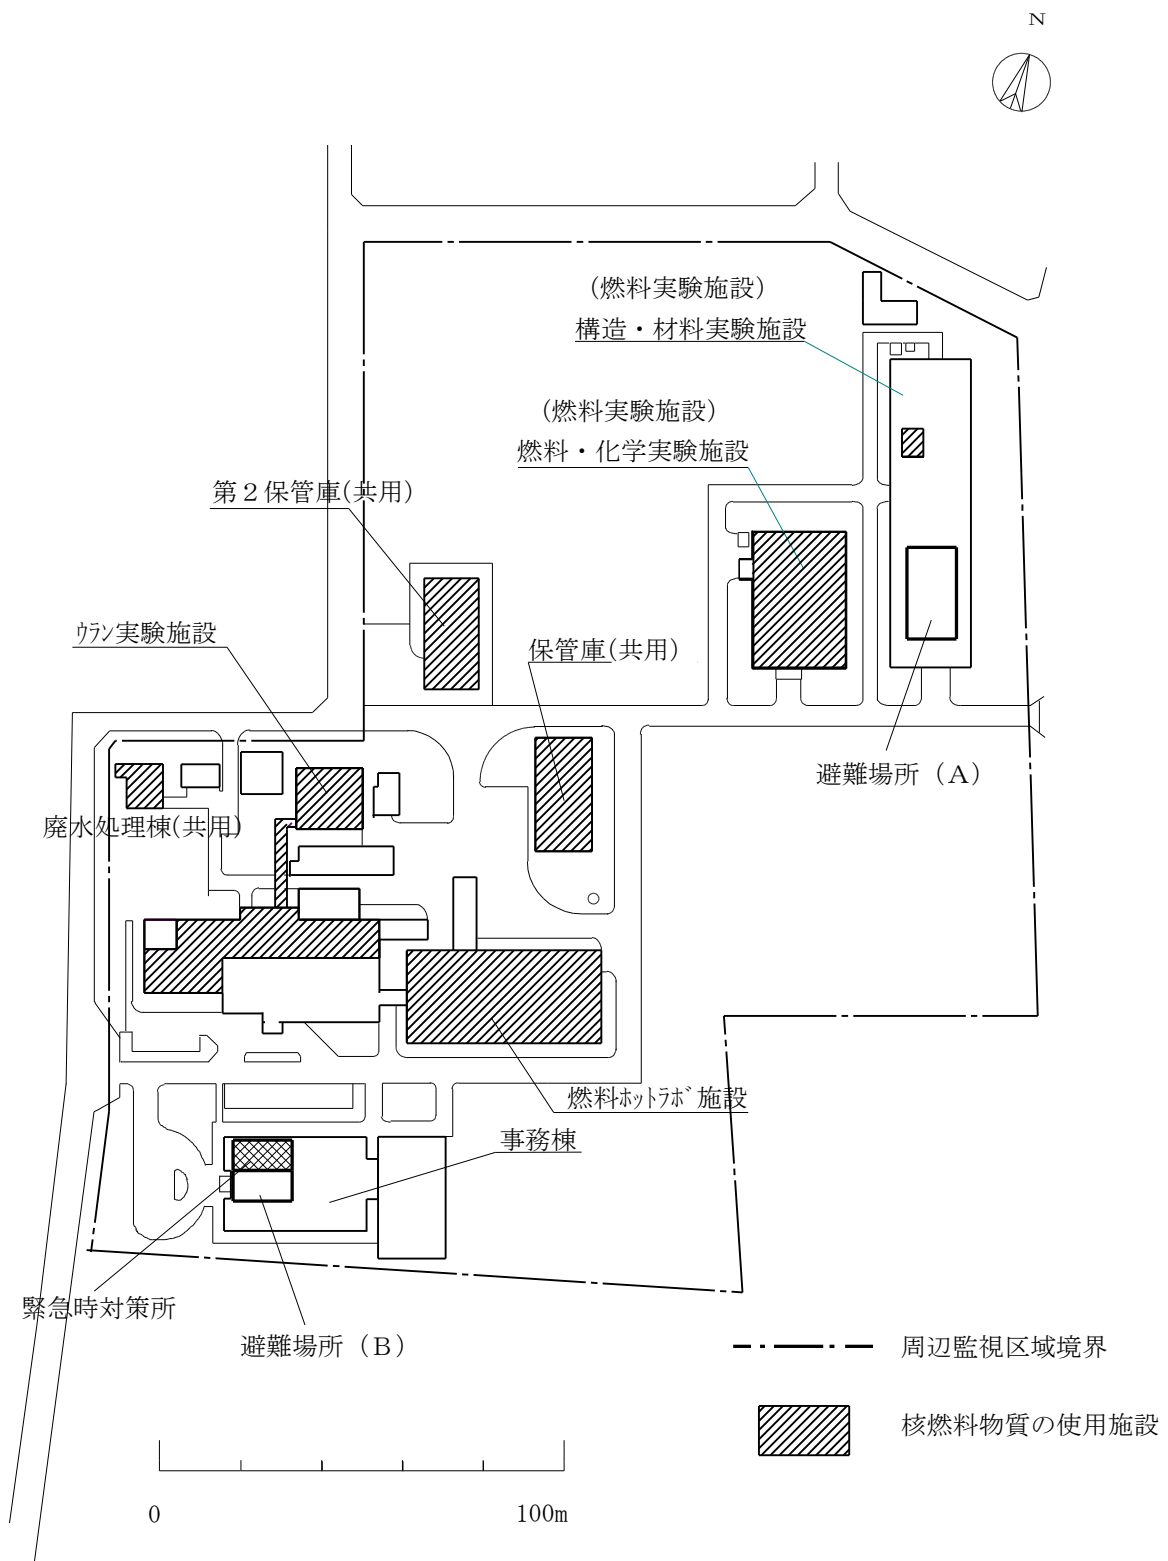 N
(燃料実験施設)
構造・材料実験施設
(燃料実験施設)
燃料・化学実験施設
第2保管庫(共用)
ｳﾗﾝ実験施設
保管庫(共用)
避難場所（A）
廃水処理棟(共用)
燃料ﾎｯﾄﾗﾎﾞ施設
事務棟
緊急時対策所
避難場所（B）
周辺監視区域境界
核燃料物質の使用施設
0
100m